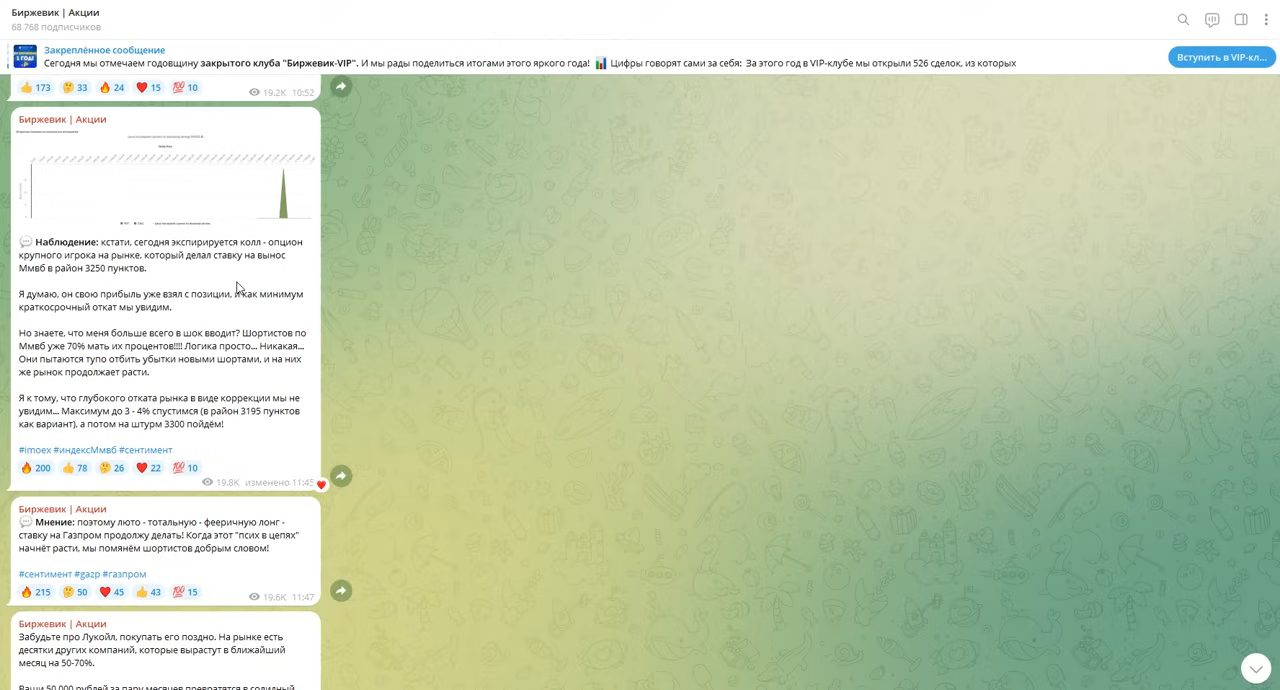 Биржевик | Акции
68 768 подписчиков
Закреплённое сообщение
Сегодня мы отмечаем годовщину закрытого клуба "Биржевик-VIP". И мы рады поделиться итогами этого яркого года! 📊 Цифры говорят сами за себя: За этот год в VIP-клубе мы открыли 526 сделок, из которых
Вступить в VIP-кл...
👍 173 🤔 33 🔥 24 ❤️ 15 💯 10
19.2K 10:52
Биржевик | Акции
💬 Наблюдение: кстати, сегодня экспирируется колл - опцион
крупного игрока на рынке, который делал ставку на вынос
Ммвб в район 3250 пунктов.
Я думаю, он свою прибыль уже взял с позиции, и как минимум
краткосрочный откат мы увидим.
Но знаете, что меня больше всего в шок вводит? Шортистов по
Ммвб уже 70% мать их процентов!!!! Логика просто... Никакая...
Они пытаются тупо отбить убытки новыми шортами, и на них
же рынок продолжает расти.
Я к тому, что глубокого отката рынка в виде коррекции мы не
увидим... Максимум до 3 - 4% спустимся (в район 3195 пунктов
как вариант), а потом на штурм 3300 пойдём!
#imoex #индексМмвб #сентимент
🔥 200 👍 78 🤔 26 ❤️ 22 💯 10
19.8K изменено 11:45
Биржевик | Акции
💬 Мнение: поэтому люто - тотальную - фееричную лонг -
ставку на Газпром продолжу делать! Когда этот "псих в цепях"
начнёт расти, мы помянём шортистов добрым словом!
#сентимент #gazp #газпром
🔥 215 🤔 50 ❤️ 45 👍 43 💯 15
19.6K 11:47
Биржевик | Акции
Забудьте про Лукойл, покупать его поздно. На рынке есть
десятки других компаний, которые вырастут в ближайший
месяц на 50-70%.
Ваши 50 000 рублей за пару месяцев превратятся в солидный